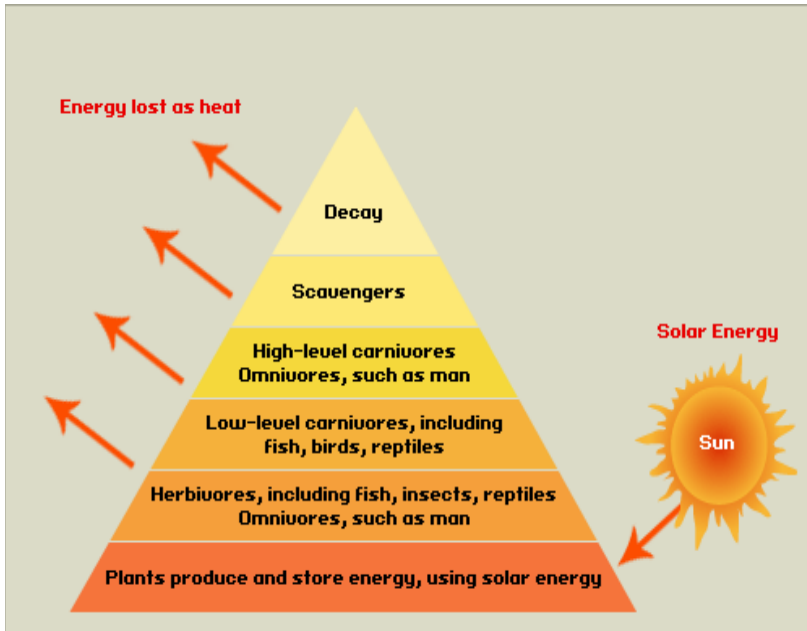 Energy lost as heat
Decay
Scavengers
High-level carnivores
Omnivores, such as man
Solar Energy
Low-level carnivores, including
fish, birds, reptiles
Sun
Herbivores, including fish, insects, reptiles
Omnivores, such as man
Plants produce and store energy, using solar energy